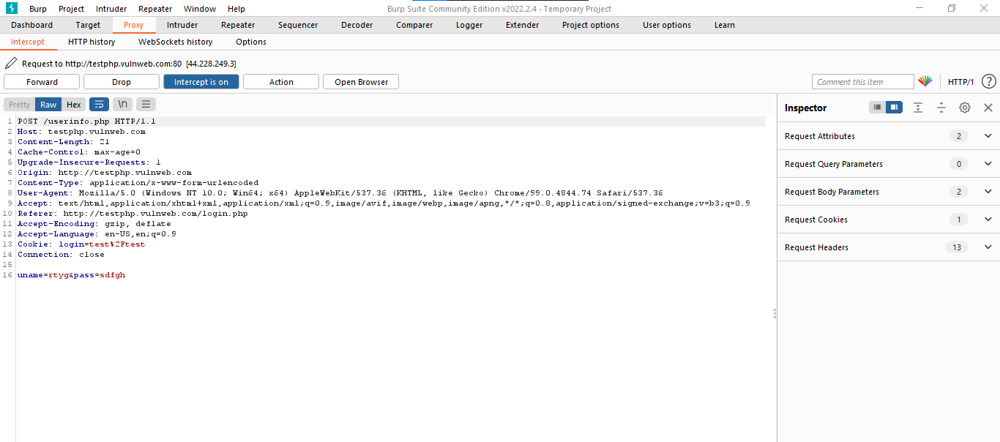 Burp Project Intruder Repeater Window Help Burp Suite Community Edition v2022.2.4 - Temporary Project
Dashboard Target Proxy Intruder Repeater Sequencer Decoder Comparer Logger Extender Project options User options Learn
Intercept HTTP history WebSockets history Options
Request to http://testphp.vulnweb.com:80 [44.228.249.3]
Forward Drop Intercept is on Action Open Browser Comment this item HTTP/1 ?
Pretty Raw Hex \n
Inspector
1 POST /userinfo.php HTTP/1.1
2 Host: testphp.vulnweb.com
3 Content-Length: 21
4 Cache-Control: max-age=0
5 Upgrade-Insecure-Requests: 1
6 Origin: http://testphp.vulnweb.com
7 Content-Type: application/x-www-form-urlencoded
8 User-Agent: Mozilla/5.0 (Windows NT 10.0; Win64; x64) AppleWebKit/537.36 (KHTML, like Gecko) Chrome/99.0.4844.74 Safari/537.36
9 Accept: text/html,application/xhtml+xml,application/xml;q=0.9,image/avif,image/webp,image/apng,*/*;q=0.8,application/signed-exchange;v=b3;q=0.9
10 Referer: http://testphp.vulnweb.com/login.php
11 Accept-Encoding: gzip, deflate
12 Accept-Language: en-US,en;q=0.9
13 Cookie: login=test%2Ftest
14 Connection: close
15
16 uname=rtyg&pass=sdfgh
Request Attributes 2
Request Query Parameters 0
Request Body Parameters 2
Request Cookies 1
Request Headers 13